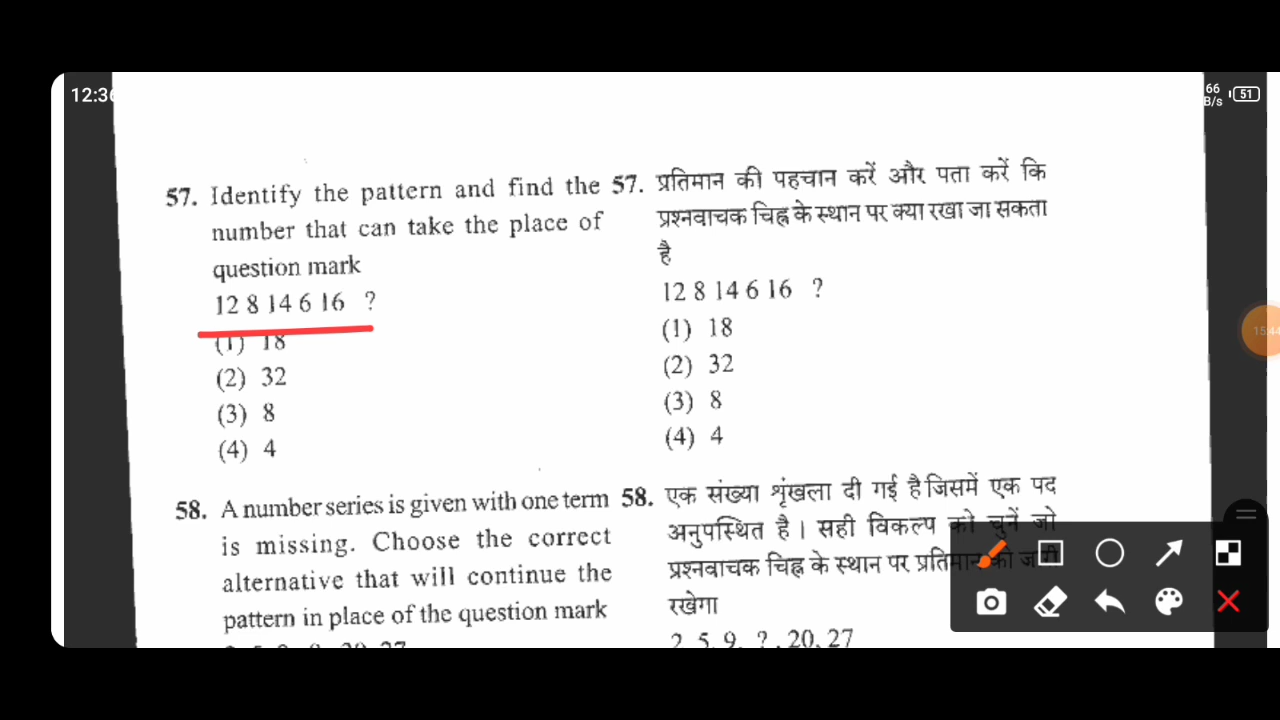 12:36
66
B/s
51
57. Identify the pattern and find the
number that can take the place of
question mark
12 8 14 6 16 ?
(1) 18
(2) 32
(3) 8
(4) 4
58. A number series is given with one term
is missing. Choose the correct
alternative that will continue the
pattern in place of the question mark
57. प्रतिमान की पहचान करें और पता करें कि
प्रश्नवाचक चिह्न के स्थान पर क्या रखा जा सकता
है
12 8 14 6 16 ?
(1) 18
(2) 32
(3) 8
(4) 4
58. एक संख्या शृंखला दी गई है जिसमें एक पद
अनुपस्थित है। सही विकल्प को चुनें जो
प्रश्नवाचक चिह्न के स्थान पर प्रतिमान को जारी
रखेगा
2, 5, 9, ?, 20, 27
15:44